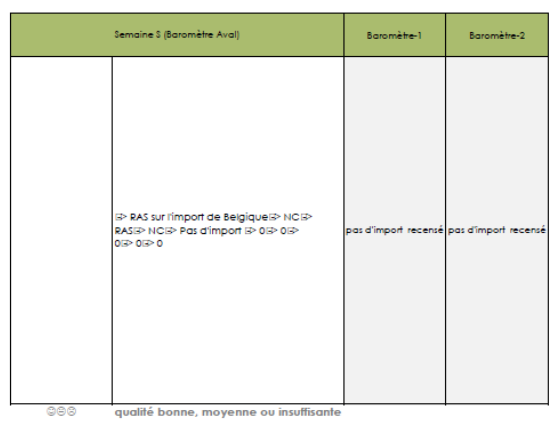 Semaine S (Baromètre Aval) Baromètre-1 Baromètre-2
⌦> RAS sur l'import de Belgique⌦> NC⌦>
RAS⌦> NC⌦> Pas d'import ⌦> 0⌦> 0⌦>
0⌦> 0⌦> 0
pas d'import recensé pas d'import recensé
☺😐☹ qualité bonne, moyenne ou insuffisante